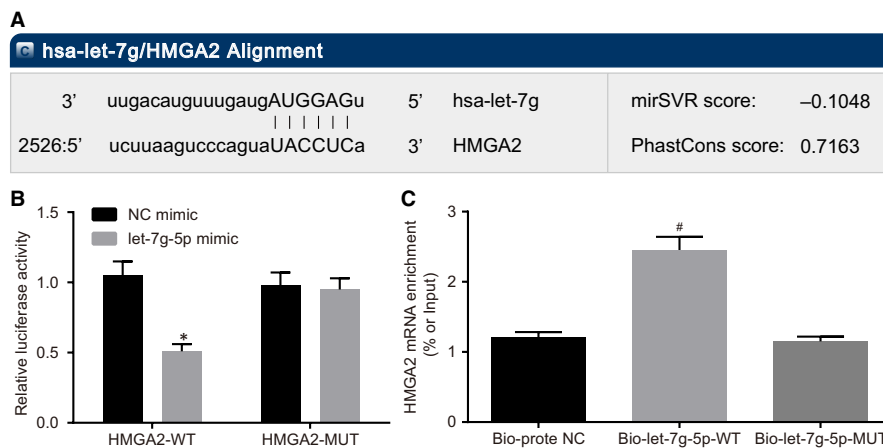 A
C hsa-let-7g/HMGA2 Alignment
3’ uugacauguuugaugAUGGAGu 5’ hsa-let-7g mirSVR score: –0.1048
2526:5’ ucuuaagucccaguaUACCUCa 3’ HMGA2 PhastCons score: 0.7163
B
Relative luciferase activity
1.5
1.0
0.5
0.0
NC mimic
let-7g-5p mimic
*
HMGA2-WT HMGA2-MUT
C
HMGA2 mRNA enrichment
(% or Input)
3
2
1
0
#
Bio-prote NC Bio-let-7g-5p-WT Bio-let-7g-5p-MUT